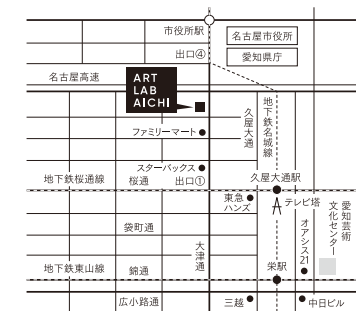 市役所駅
名古屋市役所
出口④
愛知県庁
名古屋高速
ART
LAB
AICHI
久屋大通
地下鉄名城線
ファミリーマート
スターバックス
久屋大通駅
地下鉄桜通線
桜通
出口①
東急
ハンズ
テレビ塔
愛知芸術
文化センター
オアシス21
袋町通
大津通
地下鉄東山線
錦通
栄駅
広小路通
三越
中日ビル